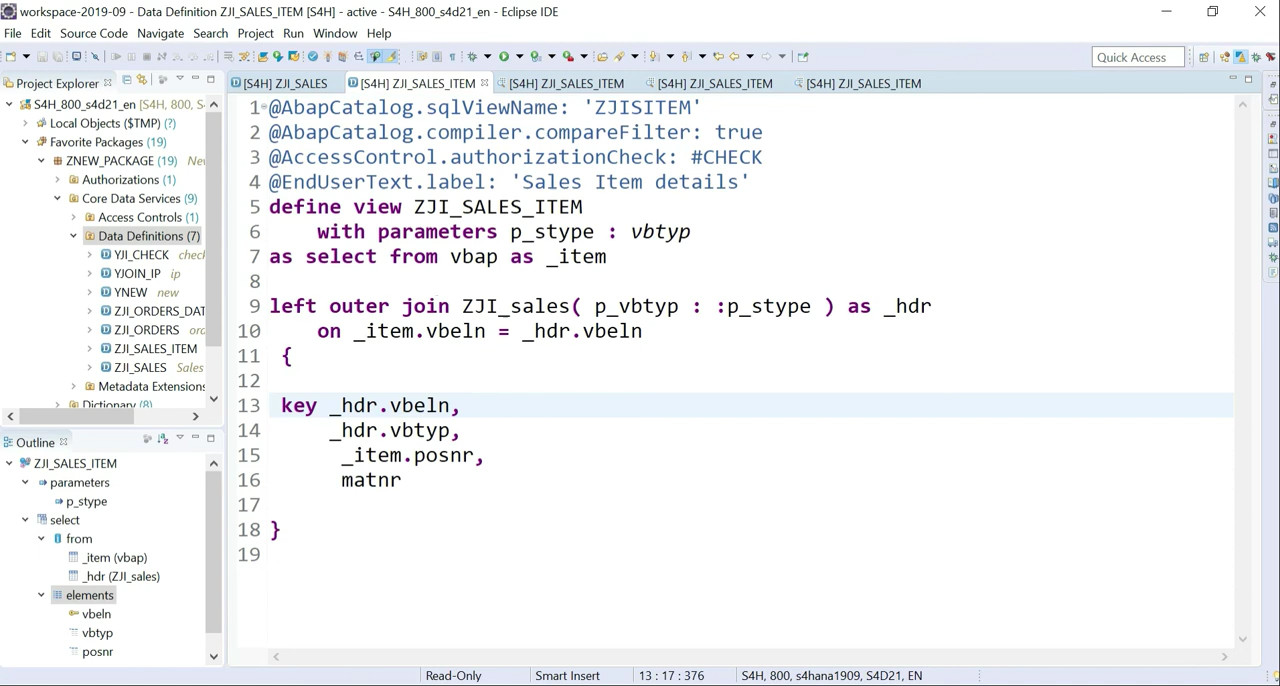 workspace-2019-09 - Data Definition ZJI_SALES_ITEM [S4H] - active - S4H_800_s4d21_en - Eclipse IDE
File Edit Source Code Navigate Search Project Run Window Help
Quick Access
Project Explorer
S4H_800_s4d21_en [S4H, 800, S
Local Objects ($TMP) (?)
Favorite Packages (19)
ZNEW_PACKAGE (19) Nev
Authorizations (1)
Core Data Services (9)
Access Controls (1)
Data Definitions (7)
YJI_CHECK check
YJOIN_IP ip
YNEW new
ZJI_ORDERS_DAT
ZJI_ORDERS ord
ZJI_SALES_ITEM
ZJI_SALES Sales
Metadata Extensions
Dictionary (8)
Outline
ZJI_SALES_ITEM
parameters
p_stype
select
from
_item (vbap)
_hdr (ZJI_sales)
elements
vbeln
vbtyp
posnr
[S4H] ZJI_SALES [S4H] ZJI_SALES_ITEM [S4H] ZJI_SALES_ITEM [S4H] ZJI_SALES_ITEM [S4H] ZJI_SALES_ITEM
1 @AbapCatalog.sqlViewName: 'ZJISITEM'
2 @AbapCatalog.compiler.compareFilter: true
3 @AccessControl.authorizationCheck: #CHECK
4 @EndUserText.label: 'Sales Item details'
5 define view ZJI_SALES_ITEM
6 with parameters p_stype : vbtyp
7 as select from vbap as _item
8
9 left outer join ZJI_sales( p_vbtyp : :p_stype ) as _hdr
10 on _item.vbeln = _hdr.vbeln
11 {
12
13 key _hdr.vbeln,
14 _hdr.vbtyp,
15 _item.posnr,
16 matnr
17
18 }
19
Read-Only Smart Insert 13 : 17 : 376 S4H, 800, s4hana1909, S4D21, EN